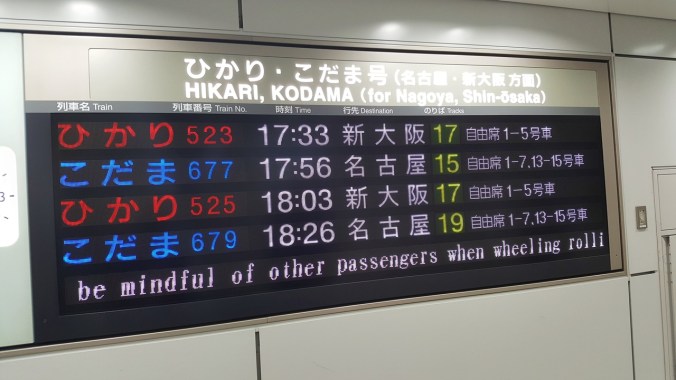 ひかり・こだま号(名古屋・新大阪方面)
HIKARI, KODAMA (for Nagoya, Shin-ōsaka)
列車名 Train 列車番号 Train No. 時刻 Time 行先 Destination のりば Tracks
ひかり 523 17:33 新大阪 17 自由席 1-5号車
こだま 677 17:56 名古屋 15 自由席 1-7,13-15号車
ひかり 525 18:03 新大阪 17 自由席 1-5号車
こだま 679 18:26 名古屋 19 自由席 1-7,13-15号車
be mindful of other passengers when wheeling rolli